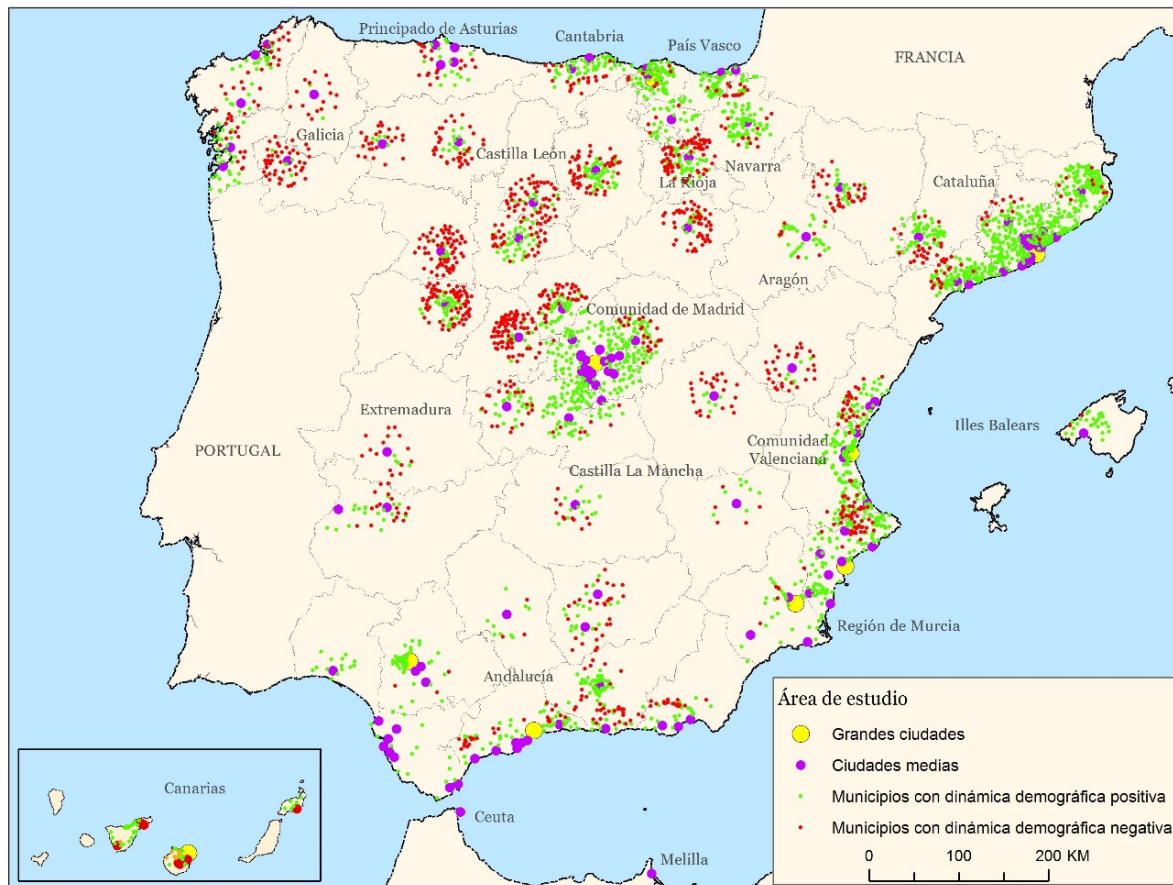 Principado de Asturias
Cantabria
País Vasco
FRANCIA
Galicia
Castilla León
La Rioja
Navarra
Cataluña
Aragón
Comunidad de Madrid
Extremadura
PORTUGAL
Illes Balears
Comunidad
Valenciana
Castilla La Mancha
Región de Murcia
Andalucía
Canarias
Ceuta
Melilla
Área de estudio
Grandes ciudades
Ciudades medias
Municipios con dinámica demográfica positiva
Municipios con dinámica demográfica negativa
0 100 200 KM